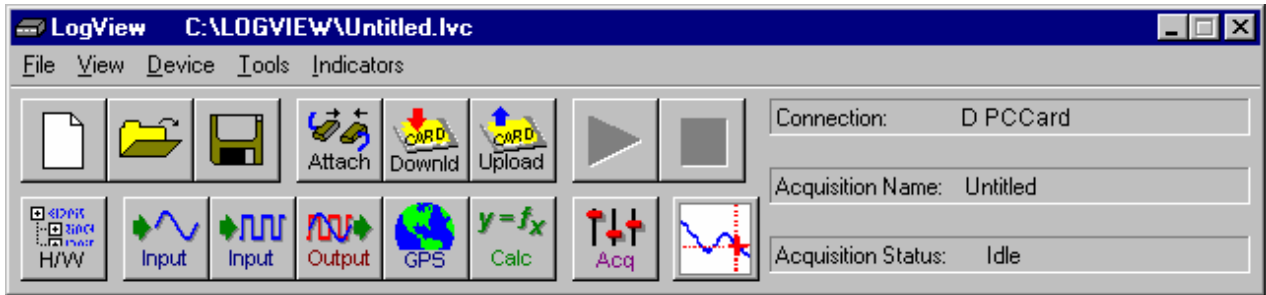 LogView C:\LOGVIEW\Untitled.lvc
File View Device Tools Indicators
Attach
CARD
Downld
CARD
Upload
Connection: D PCCard
Acquisition Name: Untitled
Acquisition Status: Idle
H/W
Input
Input
Output
GPS
y=fx
Calc
Acq